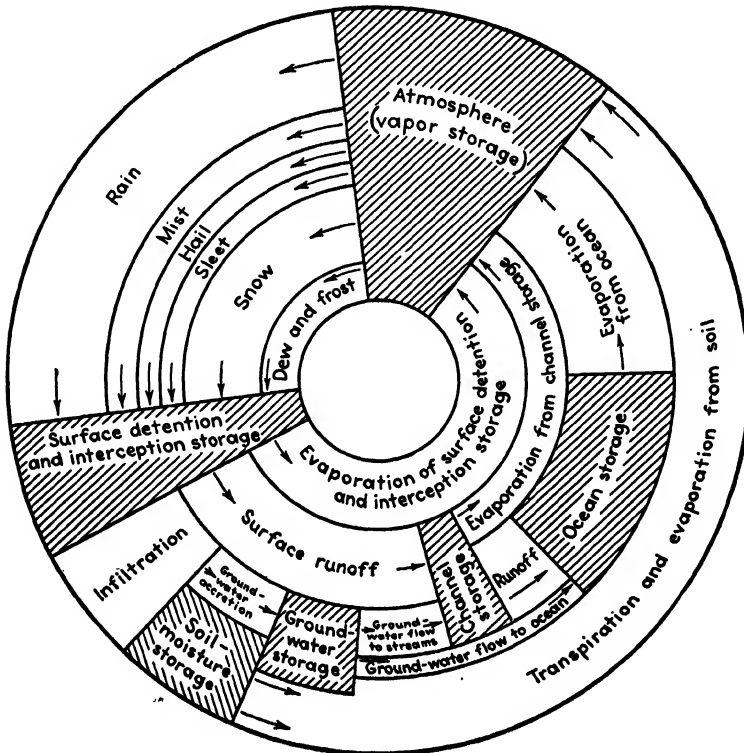 Atmosphere
(vapor storage)
Rain
Mist
Hail
Sleet
Snow
Dew and frost
Surface detention
and interception storage
Evaporation of surface detention
and interception storage
Evaporation from channel storage
Evaporation
from ocean
Ocean storage
Transpiration and evaporation from soil
Infiltration
Surface runoff
Ground-
water
accretion
Soil-
moisture
storage
Ground-
water
storage
Ground-
water flow
to streams
Channel
storage
Runoff
Ground-water flow to ocean